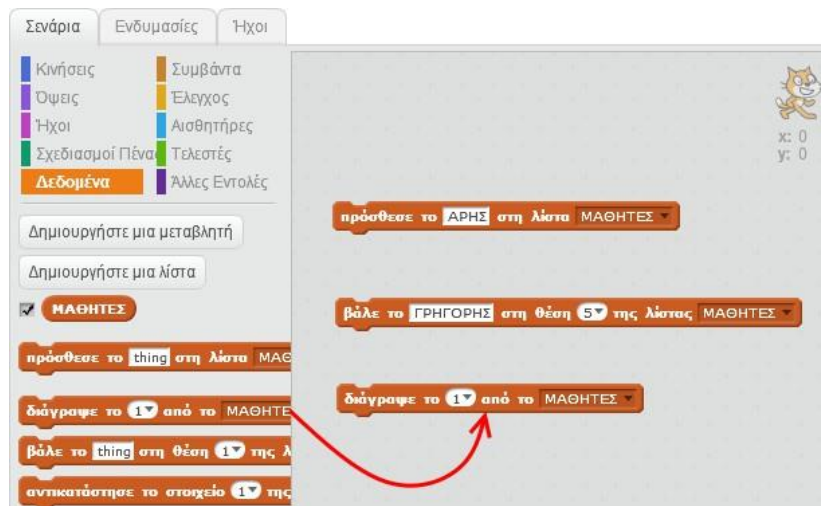 Σενάρια Ενδυμασίες Ήχοι
Κινήσεις Συμβάντα
Όψεις Έλεγχος
Ήχοι Αισθητήρες
Σχεδιασμοί Πένας Τελεστές
Δεδομένα Άλλες Εντολές
Δημιουργήστε μια μεταβλητή
Δημιουργήστε μια λίστα
ΜΑΘΗΤΕΣ
πρόσθεσε το thing στη λίστα ΜΑΘ
διάγραψε το 1 από το ΜΑΘΗΤΕ
βάλε το thing στη θέση 1 της λ
αντικατάστησε το στοιχείο 1 της
x: 0
y: 0
πρόσθεσε το ΑΡΗΣ στη λίστα ΜΑΘΗΤΕΣ
βάλε το ΓΡΗΓΟΡΗΣ στη θέση 5 της λίστας ΜΑΘΗΤΕΣ
διάγραψε το 1 από το ΜΑΘΗΤΕΣ